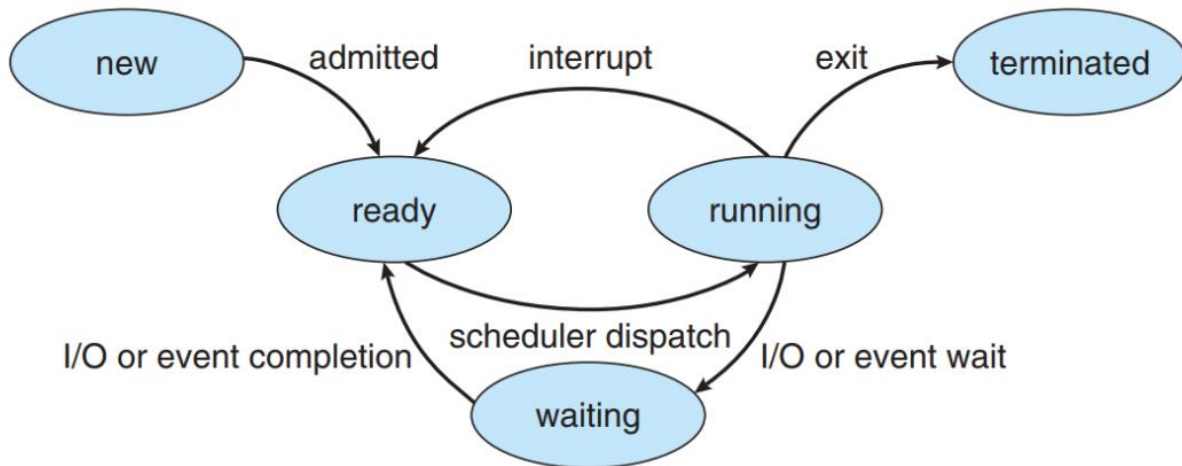 new
admitted
interrupt
exit
terminated
ready
running
I/O or event completion
scheduler dispatch
I/O or event wait
waiting